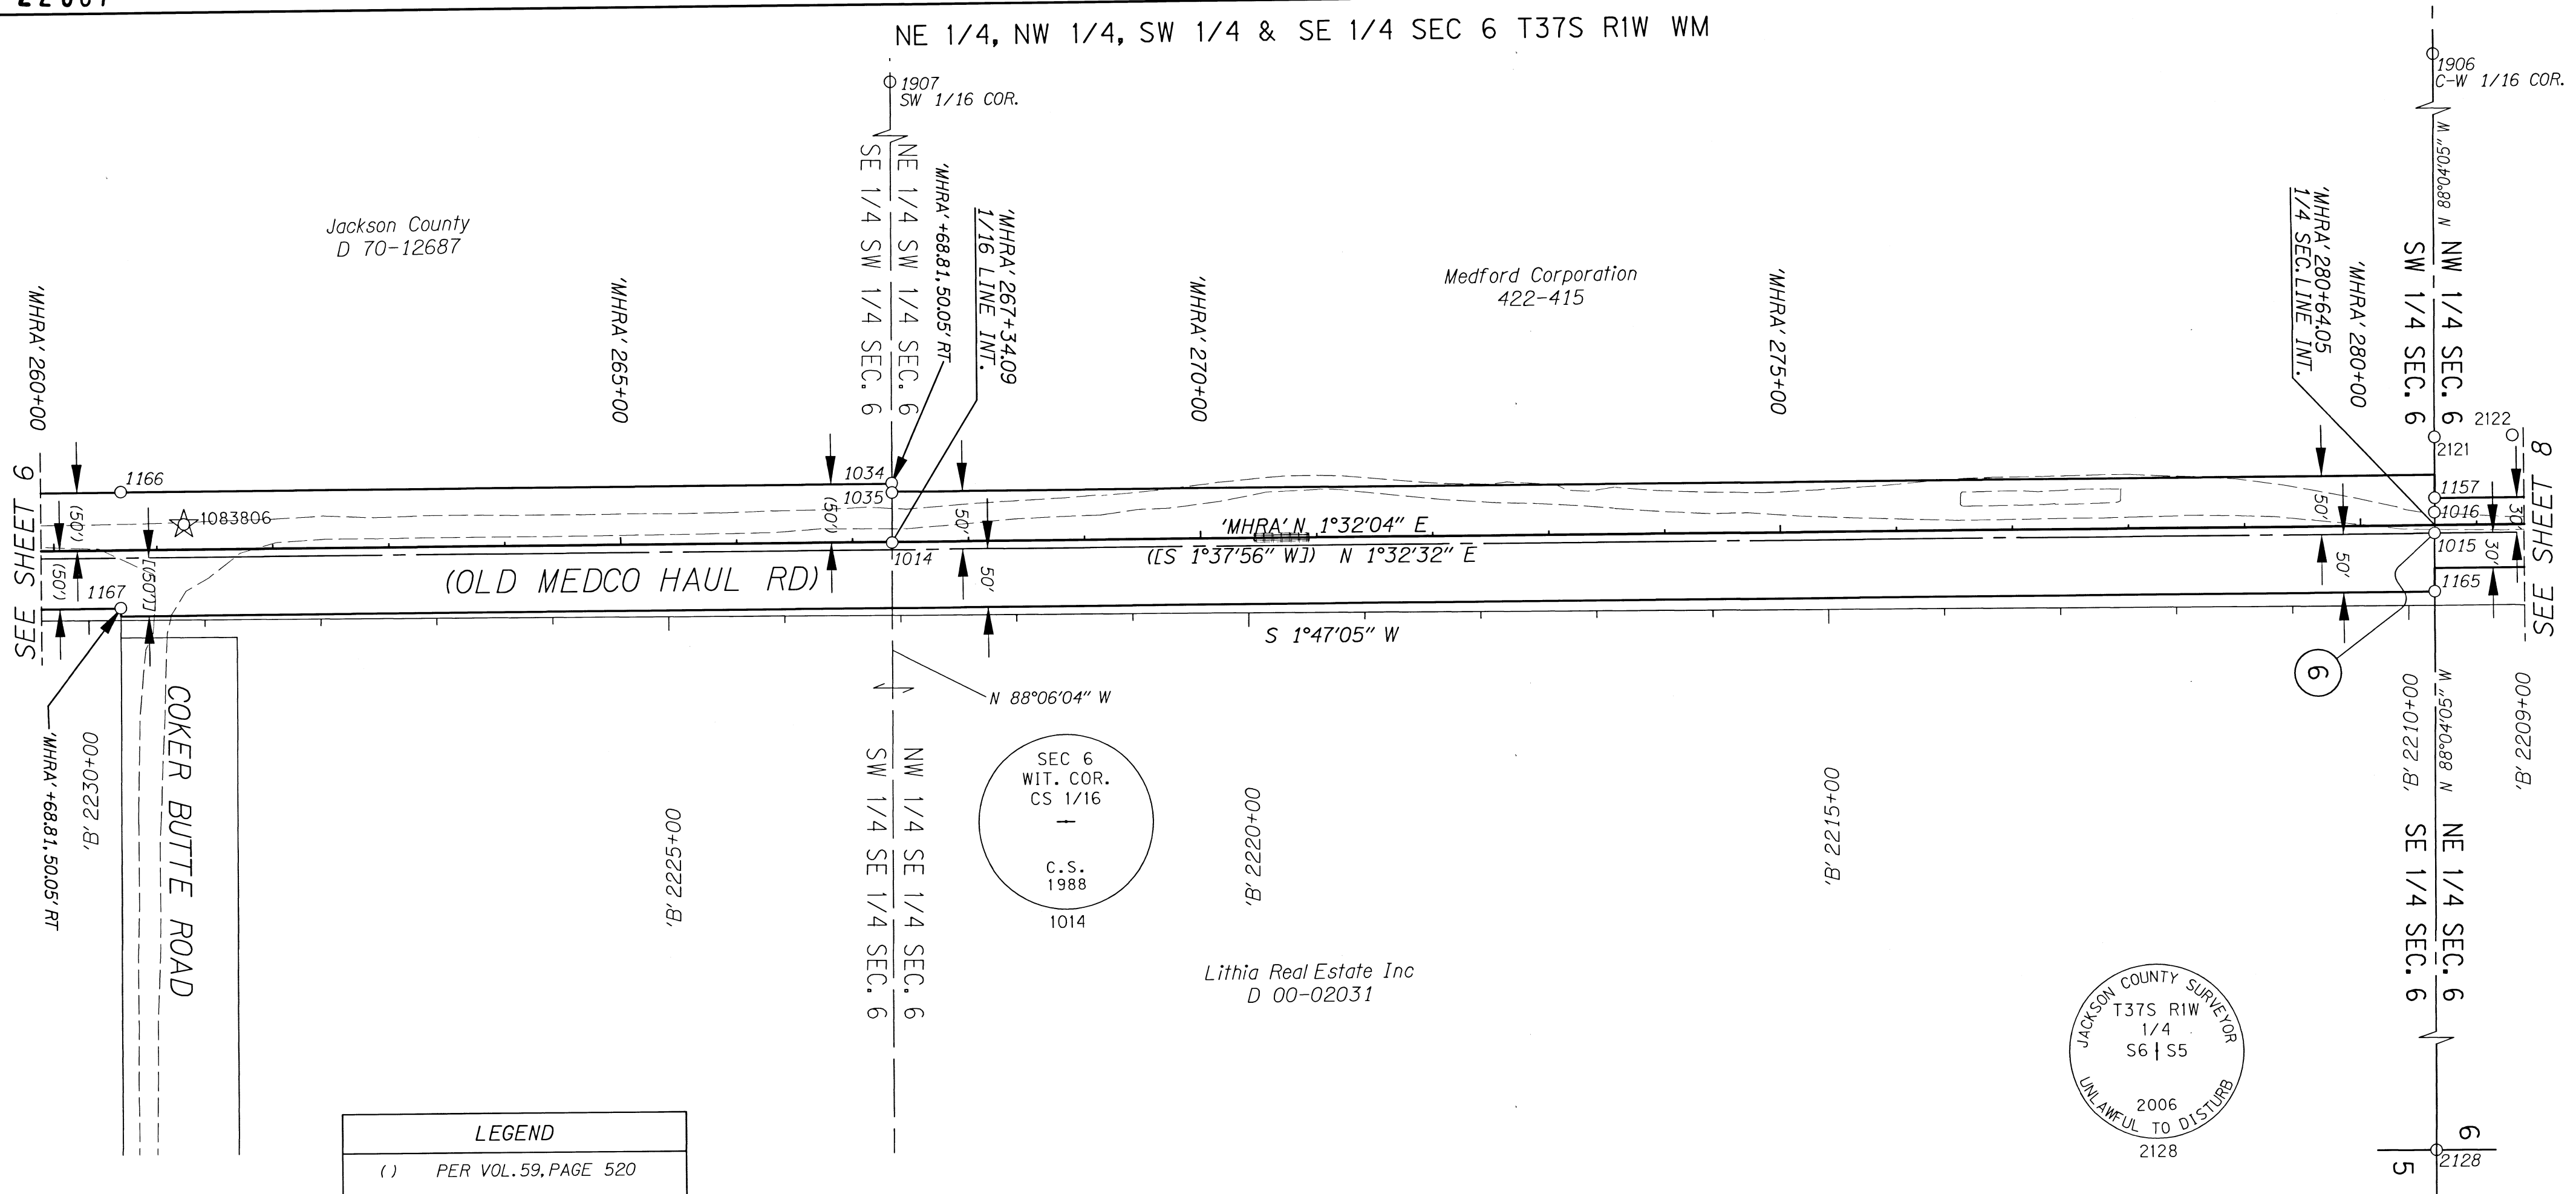 NE 1/4, NW 1/4, SW 1/4 & SE 1/4 SEC 6 T37S R1W WM
1907
SW 1/16 COR.
1906
C-W 1/16 COR.
N 88°04'05" W
Jackson County
D 70-12687
SE 1/4 SW 1/4 SEC. 6
NE 1/4 SW 1/4 SEC. 6
'MHRA' +68.81, 50.05' RT
'MHRA' 267+34.09
1/16 LINE INT.
Medford Corporation
422-415
'MHRA' 280+64.05
1/4 SEC. LINE INT.
SW 1/4 SEC. 6
NW 1/4 SEC. 6
'MHRA' 260+00
'MHRA' 265+00
'MHRA' 270+00
'MHRA' 275+00
'MHRA' 280+00
SEE SHEET 9
SEE SHEET 8
2122
2121
1166
1034
1035
1157
1016
1083806
(50')
(50')
50'
50'
30'
'MHRA' N 1°32'04" E
([S 1°37'56" W]) N 1°32'32" E
1014
1015
(OLD MEDCO HAUL RD)
(50')
[(50')]
50'
50'
30'
1167
1165
S 1°47'05" W
6
N 88°06'04" W
COKER BUTTE ROAD
'MHRA' +68.81, 50.05' RT
'B' 2230+00
'B' 2225+00
'B' 2220+00
'B' 2215+00
'B' 2210+00
'B' 2209+00
N 88°04'05" W
SW 1/4 SE 1/4 SEC. 6
NW 1/4 SE 1/4 SEC. 6
SE 1/4 SEC. 6
NE 1/4 SEC. 6
SEC 6
WIT. COR.
CS 1/16
C.S.
1988
1014
Lithia Real Estate Inc
D 00-02031
JACKSON COUNTY SURVEYOR
T37S R1W
1/4
S6 S5
2006
UNLAWFUL TO DISTURB
2128
6
5
2128
LEGEND
( ) PER VOL. 59, PAGE 520